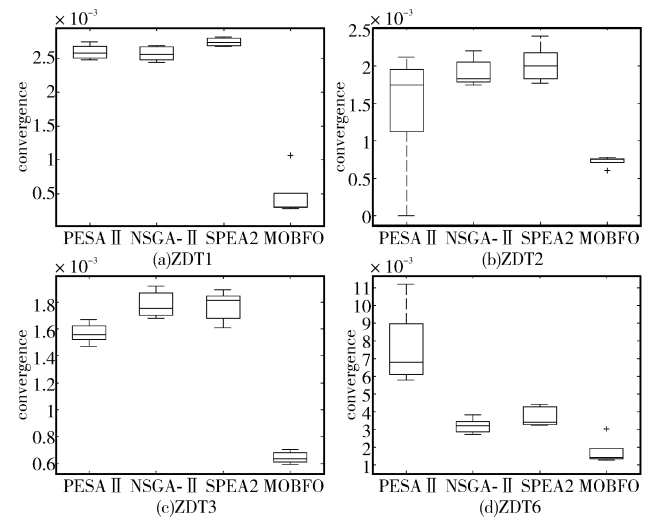 × 10⁻³
2.5
2
1.5
1
0.5
convergence
PESA Ⅱ NSGA-Ⅱ SPEA2 MOBFO
(a)ZDT1
× 10⁻³
2.5
2
1.5
1
0.5
0
convergence
PESA Ⅱ NSGA-Ⅱ SPEA2 MOBFO
(b)ZDT2
× 10⁻³
1.8
1.6
1.4
1.2
1
0.8
0.6
convergence
PESA Ⅱ NSGA-Ⅱ SPEA2 MOBFO
(c)ZDT3
× 10⁻³
11
10
9
8
7
6
5
4
3
2
1
convergence
PESA Ⅱ NSGA-Ⅱ SPEA2 MOBFO
(d)ZDT6